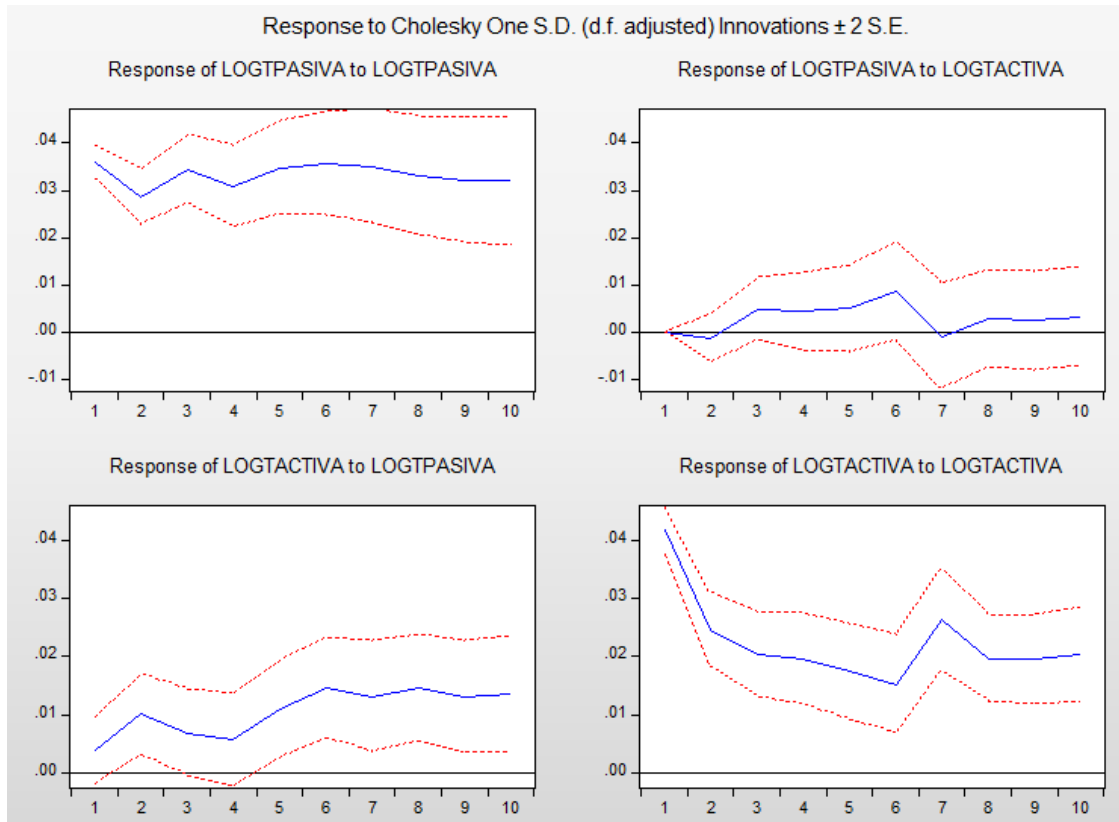 Response to Cholesky One S.D. (d.f. adjusted) Innovations ± 2 S.E.
Response of LOGTPASIVA to LOGTPASIVA
.04
.03
.02
.01
.00
-.01
1 2 3 4 5 6 7 8 9 10
Response of LOGTPASIVA to LOGTACTIVA
.04
.03
.02
.01
.00
-.01
1 2 3 4 5 6 7 8 9 10
Response of LOGTACTIVA to LOGTPASIVA
.04
.03
.02
.01
.00
1 2 3 4 5 6 7 8 9 10
Response of LOGTACTIVA to LOGTACTIVA
.04
.03
.02
.01
.00
1 2 3 4 5 6 7 8 9 10